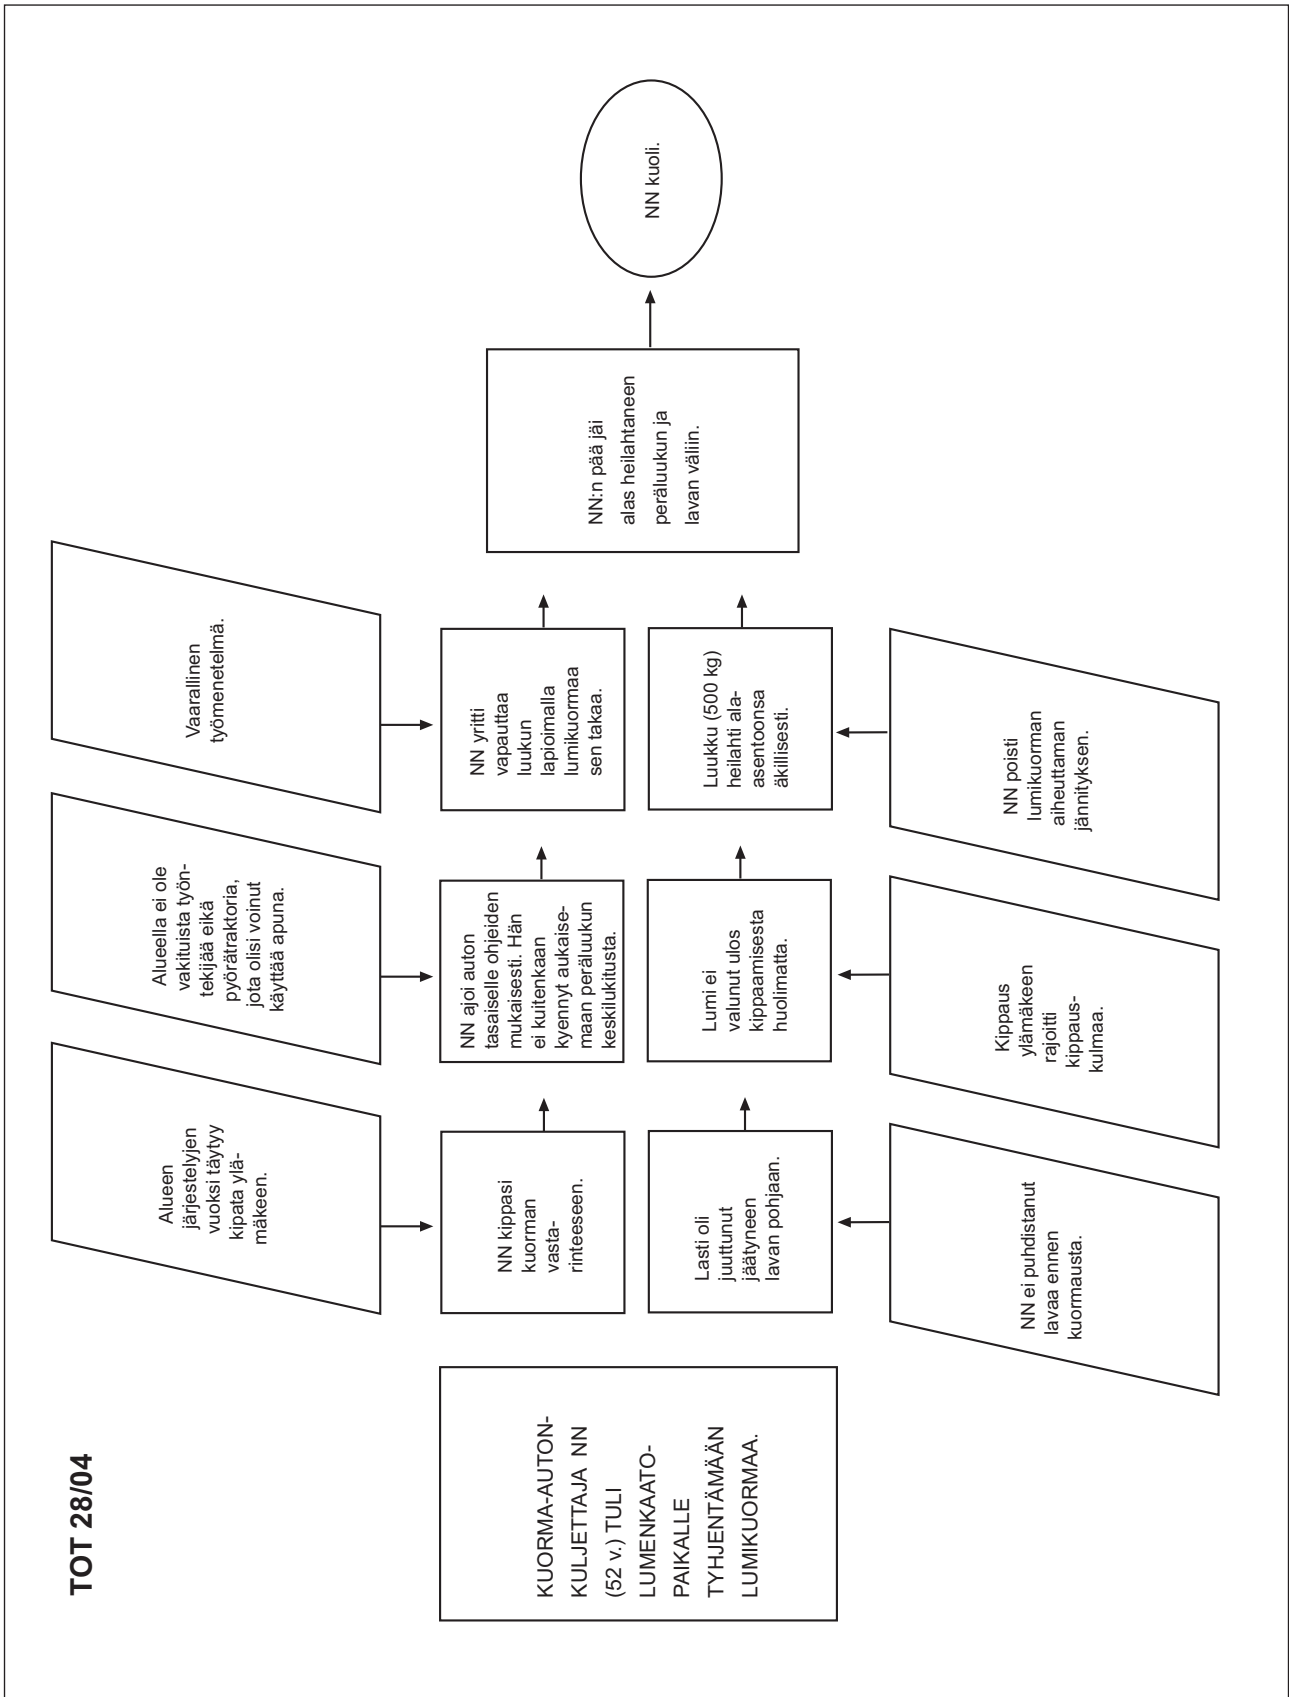 TOT 28/04
KUORMA-AUTON-
KULJETTAJA NN
(52 v.) TULI
LUMENKAATO-
PAIKALLE
TYHJENTÄMÄÄN
LUMIKUORMAA.
Alueen
järjestelyjen
vuoksi täytyy
kipata ylä-
mäkeen.
NN kippasi
kuorman
vasta-
rinteeseen.
Lasti oli
juuttunut
jäätyneen
lavan pohjaan.
NN ei puhdistanut
lavaa ennen
kuormausta.
Alueella ei ole
vakituista työn-
tekijää eikä
pyörätraktoria,
jota olisi voinut
käyttää apuna.
NN ajoi auton
tasaiselle ohjeiden
mukaisesti. Hän
ei kuitenkaan
kyennyt aukaise-
maan peräluukun
keskilukitusta.
Lumi ei
valunut ulos
kippaamisesta
huolimatta.
Kippaus
ylämäkeen
rajoitti
kippaus-
kulmaa.
Vaarallinen
työmenetelmä.
NN yritti
vapauttaa
luukun
lapioimalla
lumikuormaa
sen takaa.
Luukku (500 kg)
heilahti ala-
asentoonsa
äkillisesti.
NN poisti
lumikuorman
aiheuttaman
jännityksen.
NN:n pää jäi
alas heilahtaneen
peräluukun ja
lavan väliin.
NN kuoli.